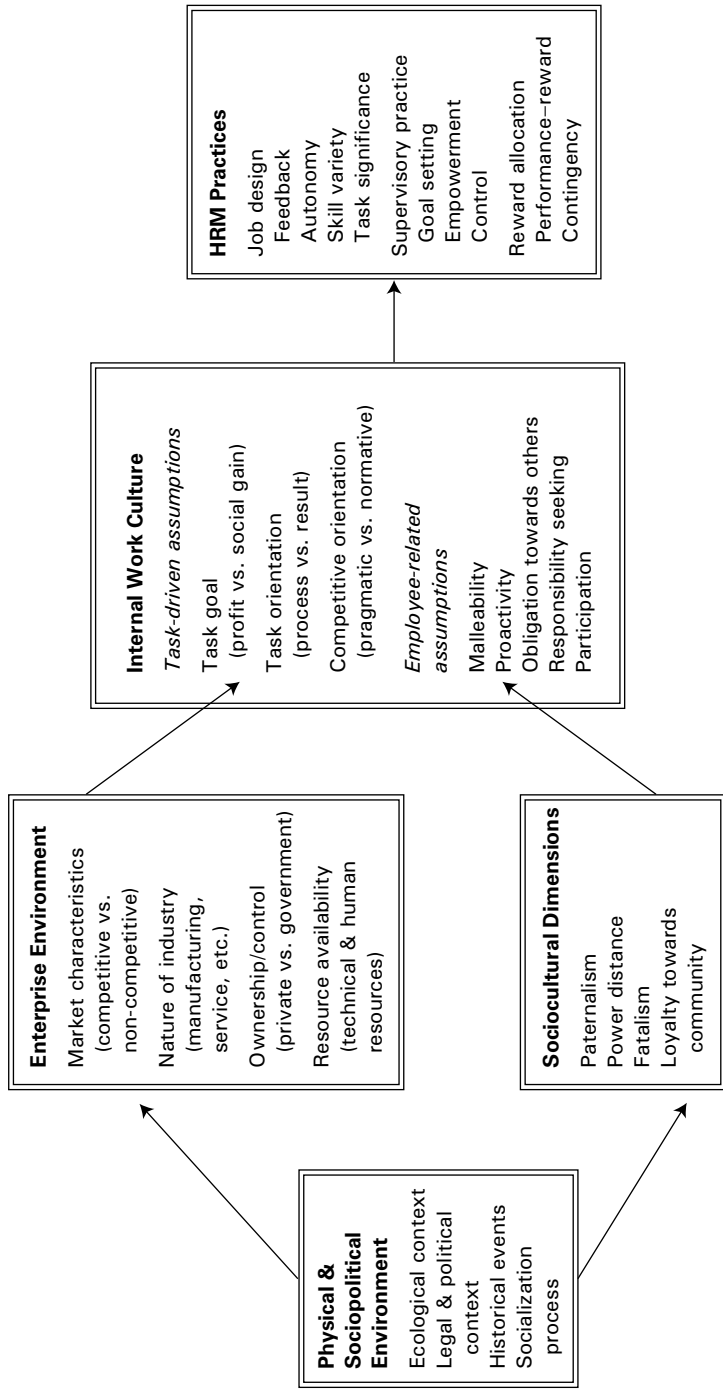 Physical &
Sociopolitical
Environment
Ecological context
Legal & political
context
Historical events
Socialization
process
Enterprise Environment
Market characteristics
(competitive vs.
non-competitive)
Nature of industry
(manufacturing,
service, etc.)
Ownership/control
(private vs. government)
Resource availability
(technical & human
resources)
Sociocultural Dimensions
Paternalism
Power distance
Fatalism
Loyalty towards
community
Internal Work Culture
Task-driven assumptions
Task goal
(profit vs. social gain)
Task orientation
(process vs. result)
Competitive orientation
(pragmatic vs. normative)
Employee-related
assumptions
Malleability
Proactivity
Obligation towards others
Responsibility seeking
Participation
HRM Practices
Job design
Feedback
Autonomy
Skill variety
Task significance
Supervisory practice
Goal setting
Empowerment
Control
Reward allocation
Performance–reward
Contingency